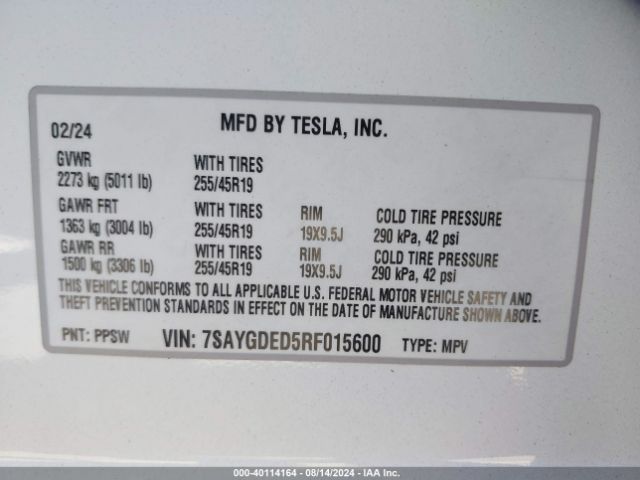 02/24 MFD BY TESLA, INC.
GVWR WITH TIRES
2273 kg (5011 lb) 255/45R19
GAWR FRT WITH TIRES RIM COLD TIRE PRESSURE
1363 kg (3004 lb) 255/45R19 19X9.5J 290 kPa, 42 psi
GAWR RR WITH TIRES RIM COLD TIRE PRESSURE
1500 kg (3306 lb) 255/45R19 19X9.5J 290 kPa, 42 psi
THIS VEHICLE CONFORMS TO ALL APPLICABLE U.S. FEDERAL MOTOR VEHICLE SAFETY AND
THEFT PREVENTION STANDARDS IN EFFECT ON THE DATE OF MANUFACTURE SHOWN ABOVE.
PNT: PPSW VIN: 7SAYGDED5RF015600 TYPE: MPV
000-40114164 - 08/14/2024 - IAA Inc.